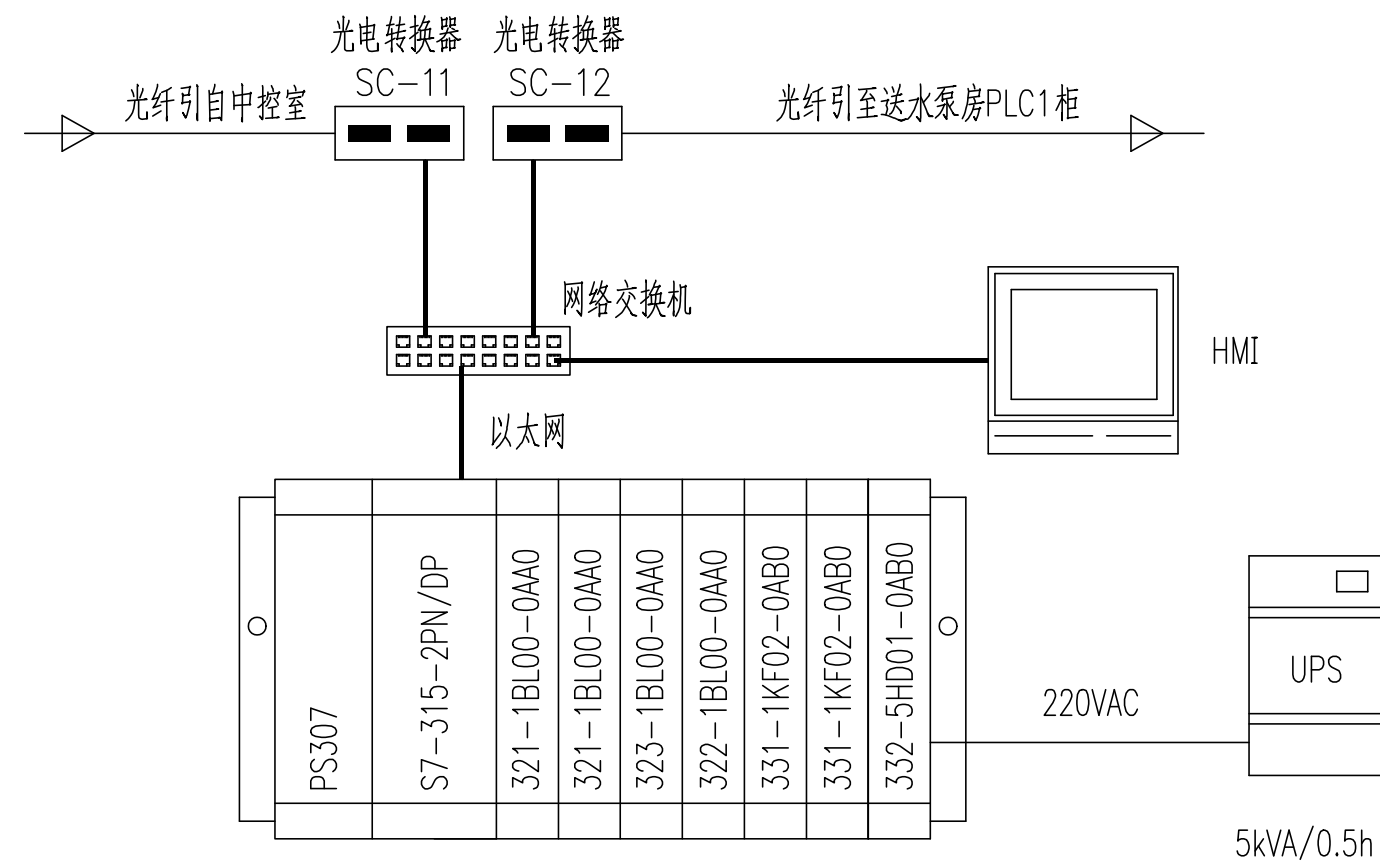 光电转换器
SC-11
光电转换器
SC-12
光纤引自中控室
光纤引至送水泵房PLC1柜
网络交换机
HMI
以太网
PS307
S7-315-2PN/DP
321-1BL00-0AA0
321-1BL00-0AA0
323-1BL00-0AA0
322-1BL00-0AA0
331-1KF02-0AB0
331-1KF02-0AB0
332-5HD01-0AB0
220VAC
UPS
5kVA/0.5h